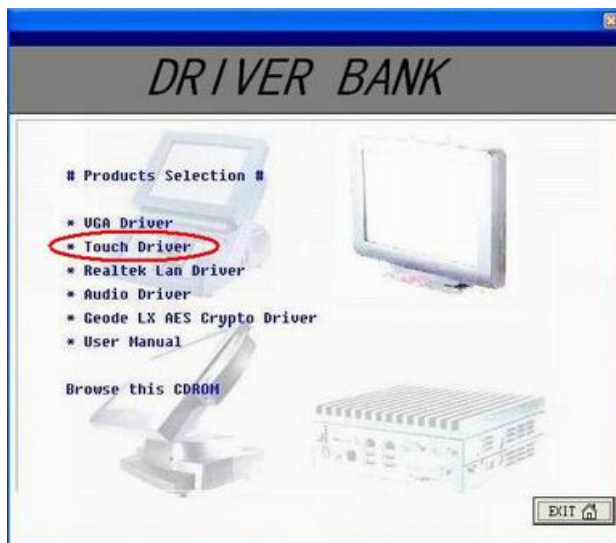 DRIVER BANK
# Products Selection #
* VGA Driver
* Touch Driver
* Realtek Lan Driver
* Audio Driver
* Geode LX AES Crypto Driver
* User Manual
Browse this CDROM
EXIT